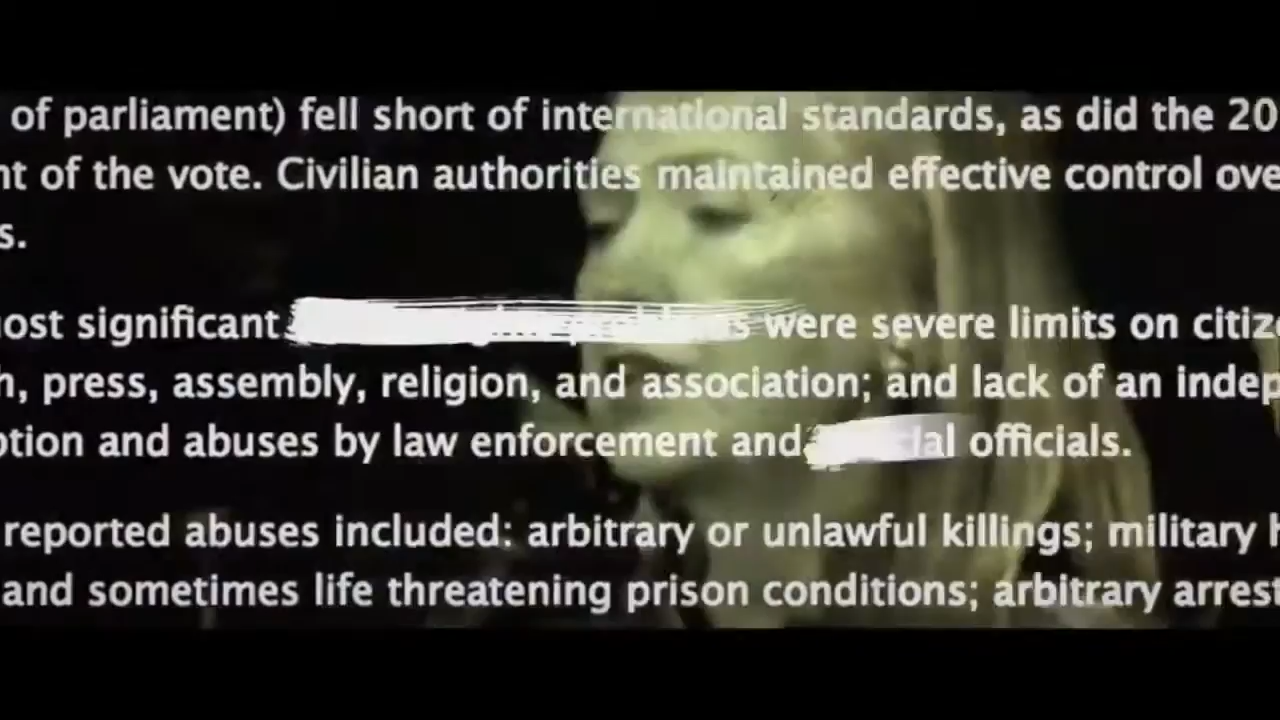 of parliament) fell short of international standards, as did the 20
nt of the vote. Civilian authorities maintained effective control ove
s.
ost significant were severe limits on citiz
h, press, assembly, religion, and association; and lack of an indep
ption and abuses by law enforcement and officials.
reported abuses included: arbitrary or unlawful killings; military h
and sometimes life threatening prison conditions; arbitrary arrest